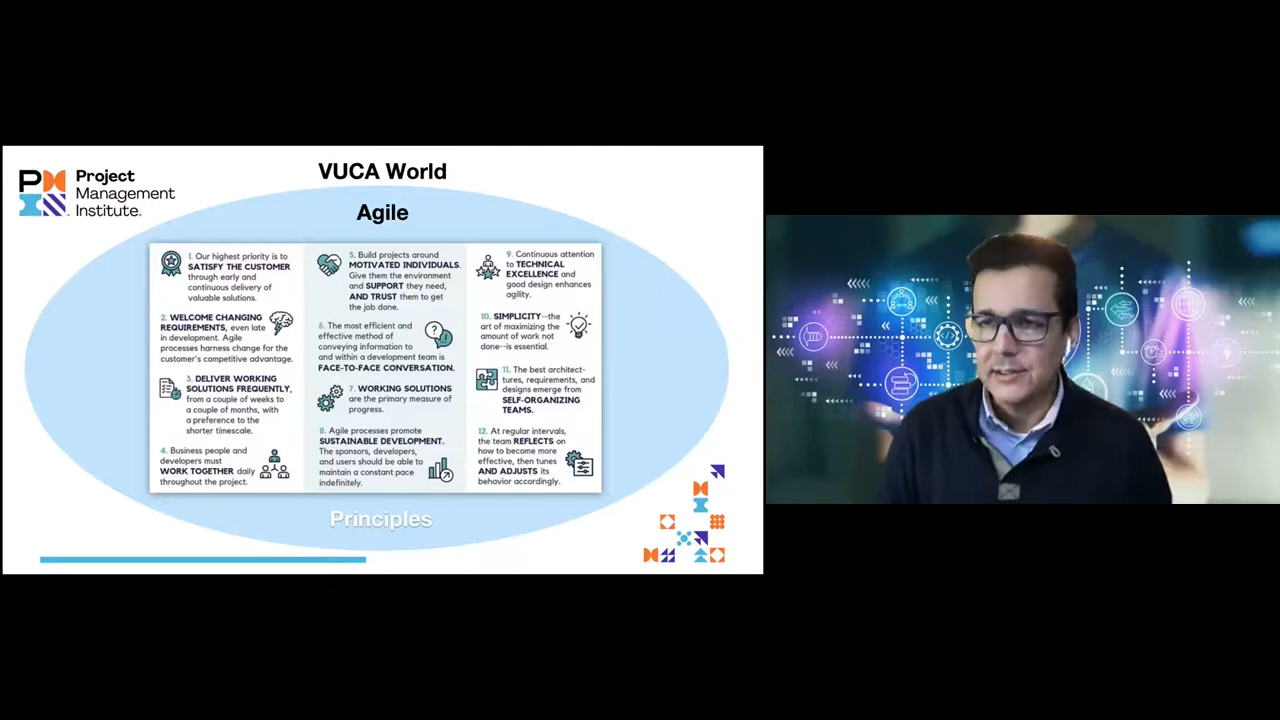 Project
Management
Institute.
VUCA World
Agile
1. Our highest priority is to
SATISFY THE CUSTOMER
through early and
continuous delivery of
valuable solutions.
2. WELCOME CHANGING
REQUIREMENTS, even late
in development. Agile
processes harness change for the
customer's competitive advantage.
3. DELIVER WORKING
SOLUTIONS FREQUENTLY,
from a couple of weeks to
a couple of months, with
a preference to the
shorter timescale.
4. Business people and
developers must
WORK TOGETHER daily
throughout the project.
5. Build projects around
MOTIVATED INDIVIDUALS.
Give them the environment
and SUPPORT they need,
AND TRUST them to get
the job done.
6. The most efficient and
effective method of
conveying information to
and within a development team is
FACE-TO-FACE CONVERSATION.
7. WORKING SOLUTIONS
are the primary measure of
progress.
8. Agile processes promote
SUSTAINABLE DEVELOPMENT.
The sponsors, developers,
and users should be able to
maintain a constant pace
indefinitely.
9. Continuous attention
to TECHNICAL
EXCELLENCE and
good design enhances
agility.
10. SIMPLICITY--the
art of maximizing the
amount of work not
done--is essential.
11. The best architect-
tures, requirements, and
designs emerge from
SELF-ORGANIZING
TEAMS.
12. At regular intervals,
the team REFLECTS on
how to become more
effective, then tunes
AND ADJUSTS its
behavior accordingly.
Principles